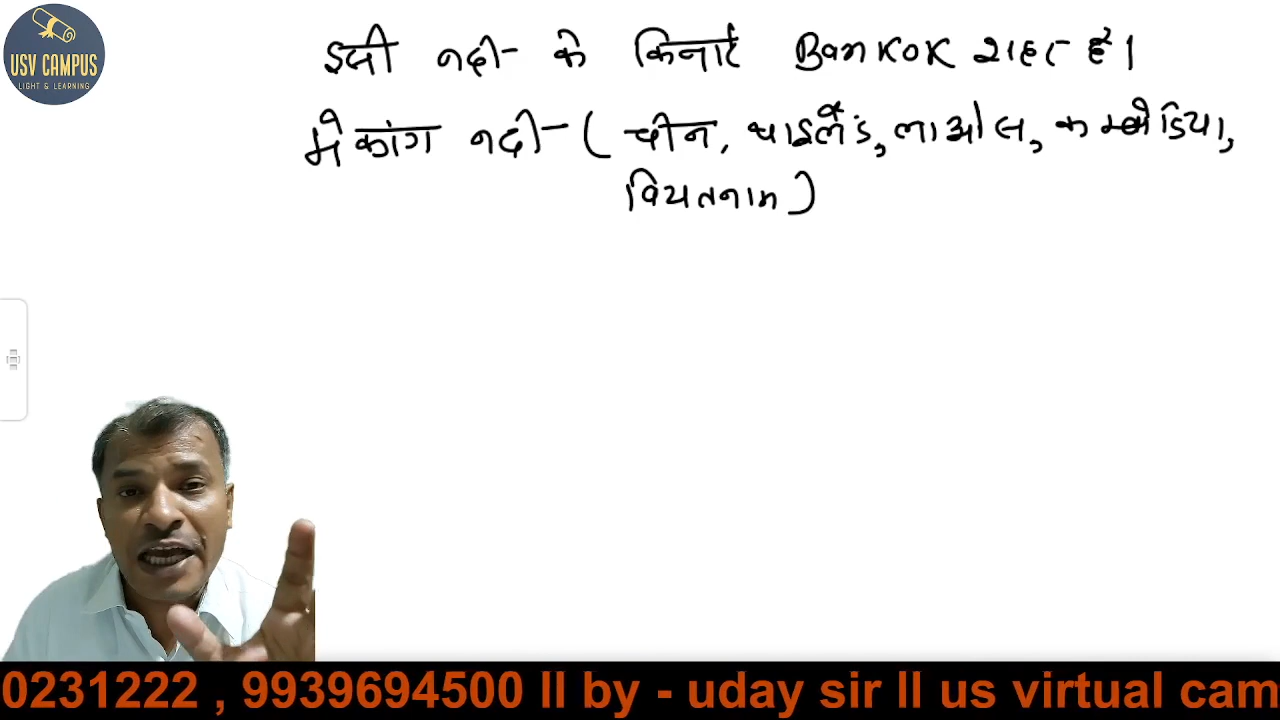 USV CAMPUS
LIGHT & LEARNING
इसी नदी के किनारे BanKOK शहर है।
मेकांग नदी - ( चीन, थाइलैंड, लाओस, कम्बोडिया,
वियतनाम )
0231222 , 9939694500 ll by - uday sir ll us virtual cam